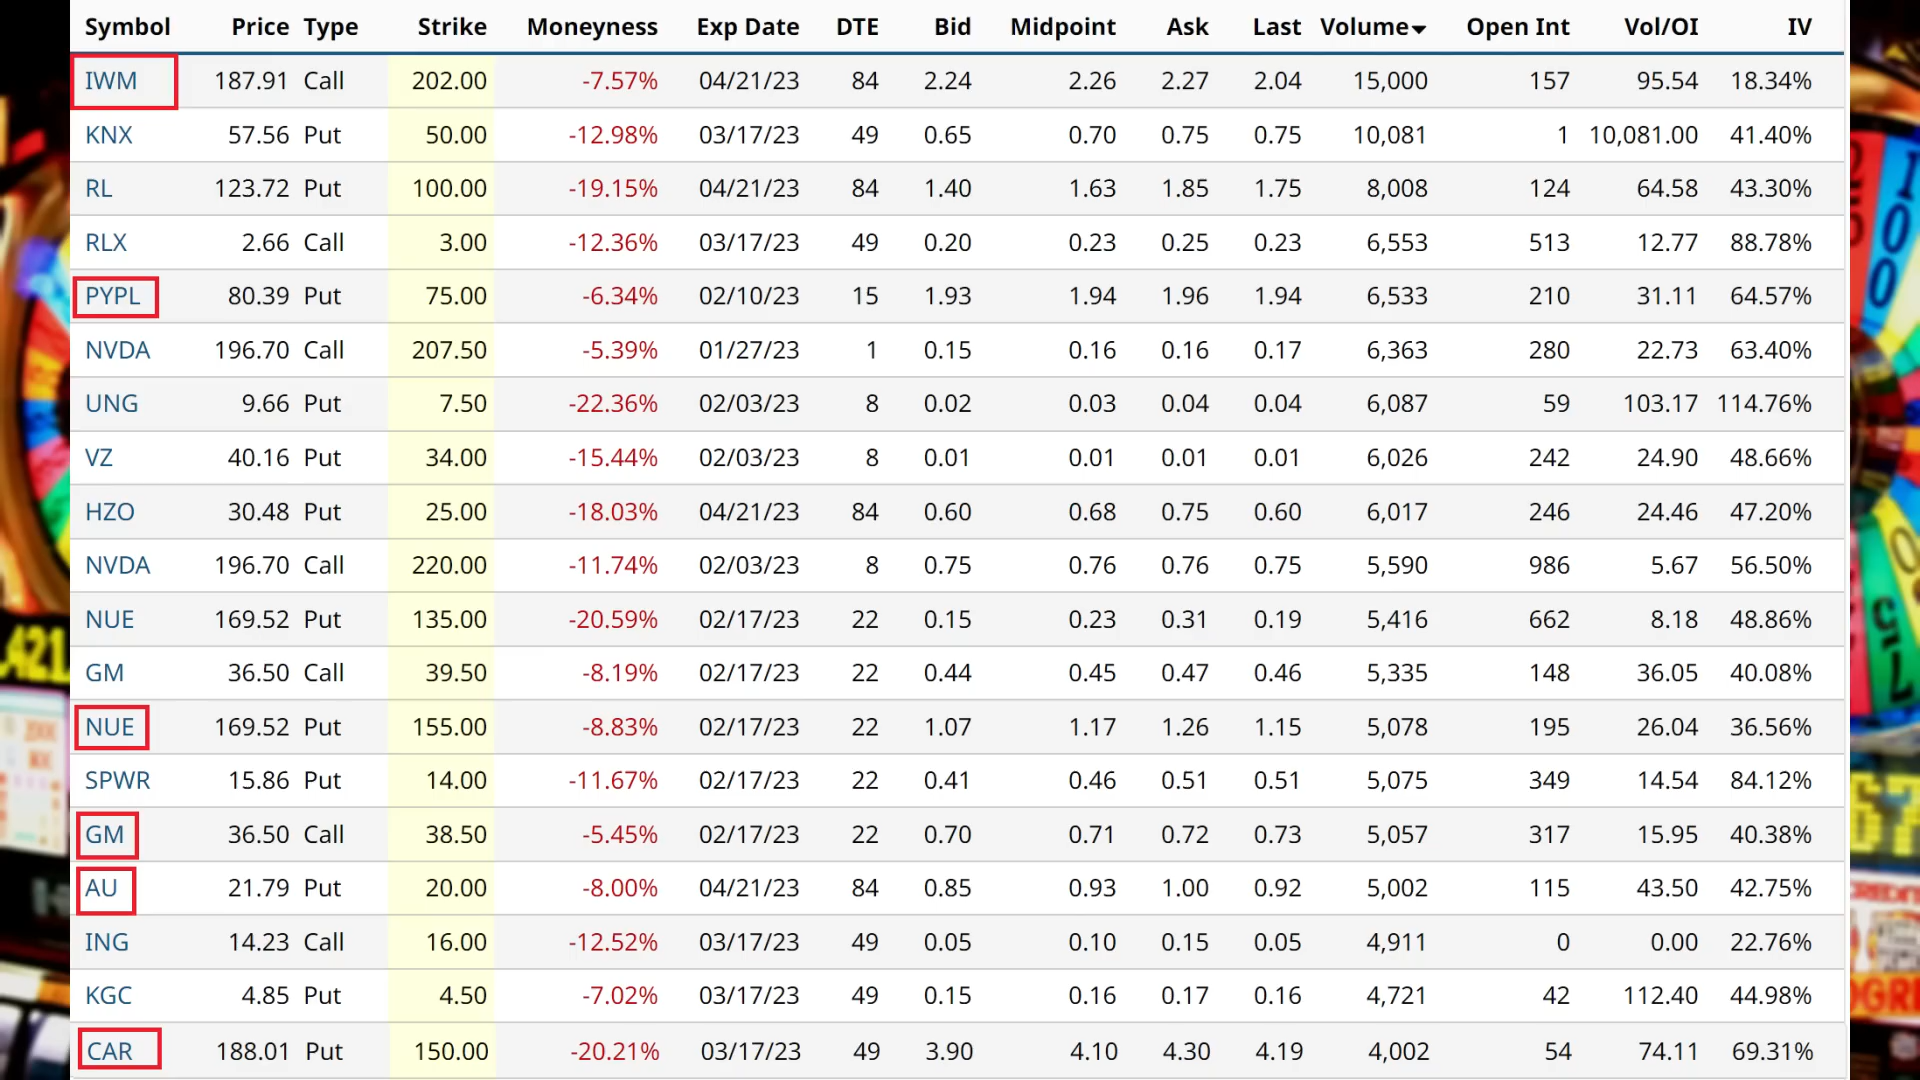 Symbol Price Type Strike Moneyness Exp Date DTE Bid Midpoint Ask Last Volume Open Int Vol/OI IV
IWM 187.91 Call 202.00 -7.57% 04/21/23 84 2.24 2.26 2.27 2.04 15,000 157 95.54 18.34%
KNX 57.56 Put 50.00 -12.98% 03/17/23 49 0.65 0.70 0.75 0.75 10,081 1 10,081.00 41.40%
RL 123.72 Put 100.00 -19.15% 04/21/23 84 1.40 1.63 1.85 1.75 8,008 124 64.58 43.30%
RLX 2.66 Call 3.00 -12.36% 03/17/23 49 0.20 0.23 0.25 0.23 6,553 513 12.77 88.78%
PYPL 80.39 Put 75.00 -6.34% 02/10/23 15 1.93 1.94 1.96 1.94 6,533 210 31.11 64.57%
NVDA 196.70 Call 207.50 -5.39% 01/27/23 1 0.15 0.16 0.16 0.17 6,363 280 22.73 63.40%
UNG 9.66 Put 7.50 -22.36% 02/03/23 8 0.02 0.03 0.04 0.04 6,087 59 103.17 114.76%
VZ 40.16 Put 34.00 -15.44% 02/03/23 8 0.01 0.01 0.01 0.01 6,026 242 24.90 48.66%
HZO 30.48 Put 25.00 -18.03% 04/21/23 84 0.60 0.68 0.75 0.60 6,017 246 24.46 47.20%
NVDA 196.70 Call 220.00 -11.74% 02/03/23 8 0.75 0.76 0.76 0.75 5,590 986 5.67 56.50%
NUE 169.52 Put 135.00 -20.59% 02/17/23 22 0.15 0.23 0.31 0.19 5,416 662 8.18 48.86%
GM 36.50 Call 39.50 -8.19% 02/17/23 22 0.44 0.45 0.47 0.46 5,335 148 36.05 40.08%
NUE 169.52 Put 155.00 -8.83% 02/17/23 22 1.07 1.17 1.26 1.15 5,078 195 26.04 36.56%
SPWR 15.86 Put 14.00 -11.67% 02/17/23 22 0.41 0.46 0.51 0.51 5,075 349 14.54 84.12%
GM 36.50 Call 38.50 -5.45% 02/17/23 22 0.70 0.71 0.72 0.73 5,057 317 15.95 40.38%
AU 21.79 Put 20.00 -8.00% 04/21/23 84 0.85 0.93 1.00 0.92 5,002 115 43.50 42.75%
ING 14.23 Call 16.00 -12.52% 03/17/23 49 0.05 0.10 0.15 0.05 4,911 0 0.00 22.76%
KGC 4.85 Put 4.50 -7.02% 03/17/23 49 0.15 0.16 0.17 0.16 4,721 42 112.40 44.98%
CAR 188.01 Put 150.00 -20.21% 03/17/23 49 3.90 4.10 4.30 4.19 4,002 54 74.11 69.31%